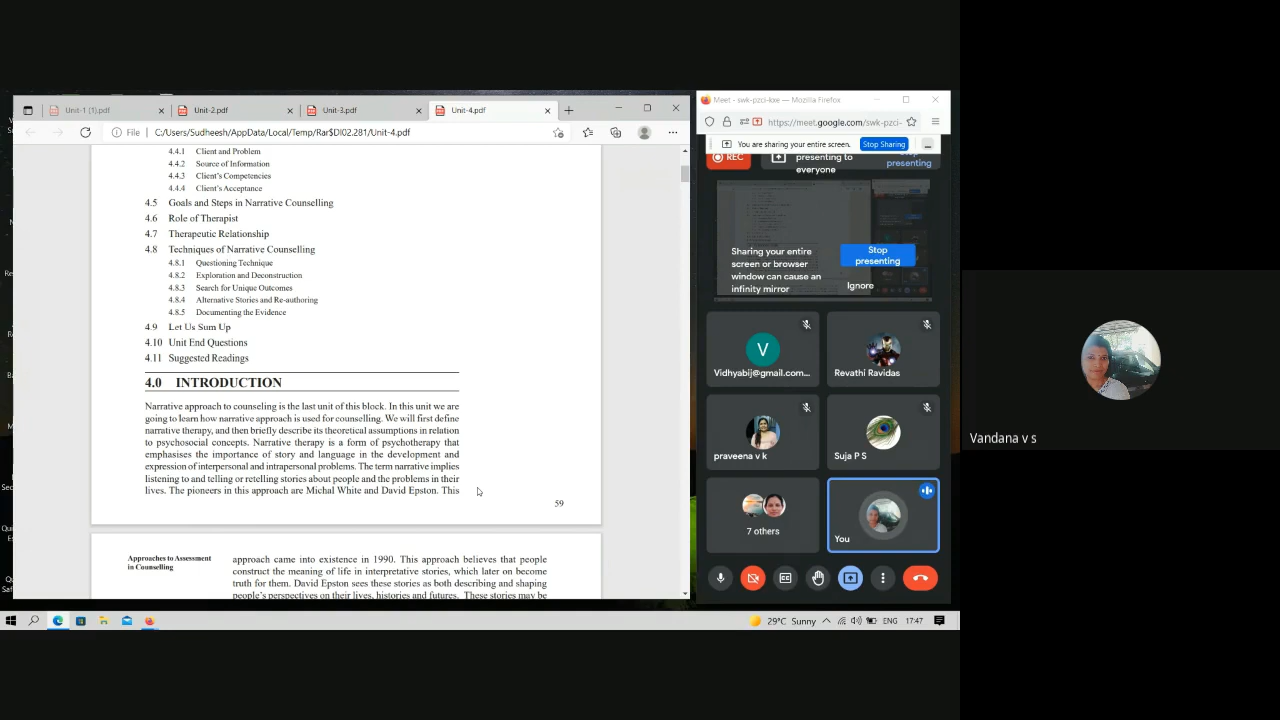 Unit-1 (1).pdf
Unit-2.pdf
Unit-3.pdf
Unit-4.pdf
File
C:/Users/Sudheesh/AppData/Local/Temp/Rar$DI02.281/Unit-4.pdf
4.4.1 Client and Problem
4.4.2 Source of Information
4.4.3 Client's Competencies
4.4.4 Client's Acceptance
4.5 Goals and Steps in Narrative Counselling
4.6 Role of Therapist
4.7 Therapeutic Relationship
4.8 Techniques of Narrative Counselling
4.8.1 Questioning Technique
4.8.2 Exploration and Deconstruction
4.8.3 Search for Unique Outcomes
4.8.4 Alternative Stories and Re-authoring
4.8.5 Documenting the Evidence
4.9 Let Us Sum Up
4.10 Unit End Questions
4.11 Suggested Readings
4.0 INTRODUCTION
Narrative approach to counseling is the last unit of this block. In this unit we are
going to learn how narrative approach is used for counselling. We will first define
narrative therapy, and then briefly describe its theoretical assumptions in relation
to psychosocial concepts. Narrative therapy is a form of psychotherapy that
emphasises the importance of story and language in the development and
expression of interpersonal and intrapersonal problems. The term narrative implies
listening to and telling or retelling stories about people and the problems in their
lives. The pioneers in this approach are Michal White and David Epston. This
59
Approaches to Assessment
in Counselling
approach came into existence in 1990. This approach believes that people
construct the meaning of life in interpretative stories, which later on become
truth for them. David Epston sees these stories as both describing and shaping
people's perspectives on their lives, histories and futures. These stories may be
Meet - swk-pzci-kxe — Mozilla Firefox
https://meet.google.com/swk-pzci-
You are sharing your entire screen.
Stop Sharing
REC
presenting to
everyone
presenting
Sharing your entire
screen or browser
window can cause an
infinity mirror
Stop
presenting
Ignore
V
Vidhyabij@gmail.com...
Revathi Ravidas
praveena v k
Suja P S
7 others
You
29°C Sunny
ENG
17:47
Vandana v s